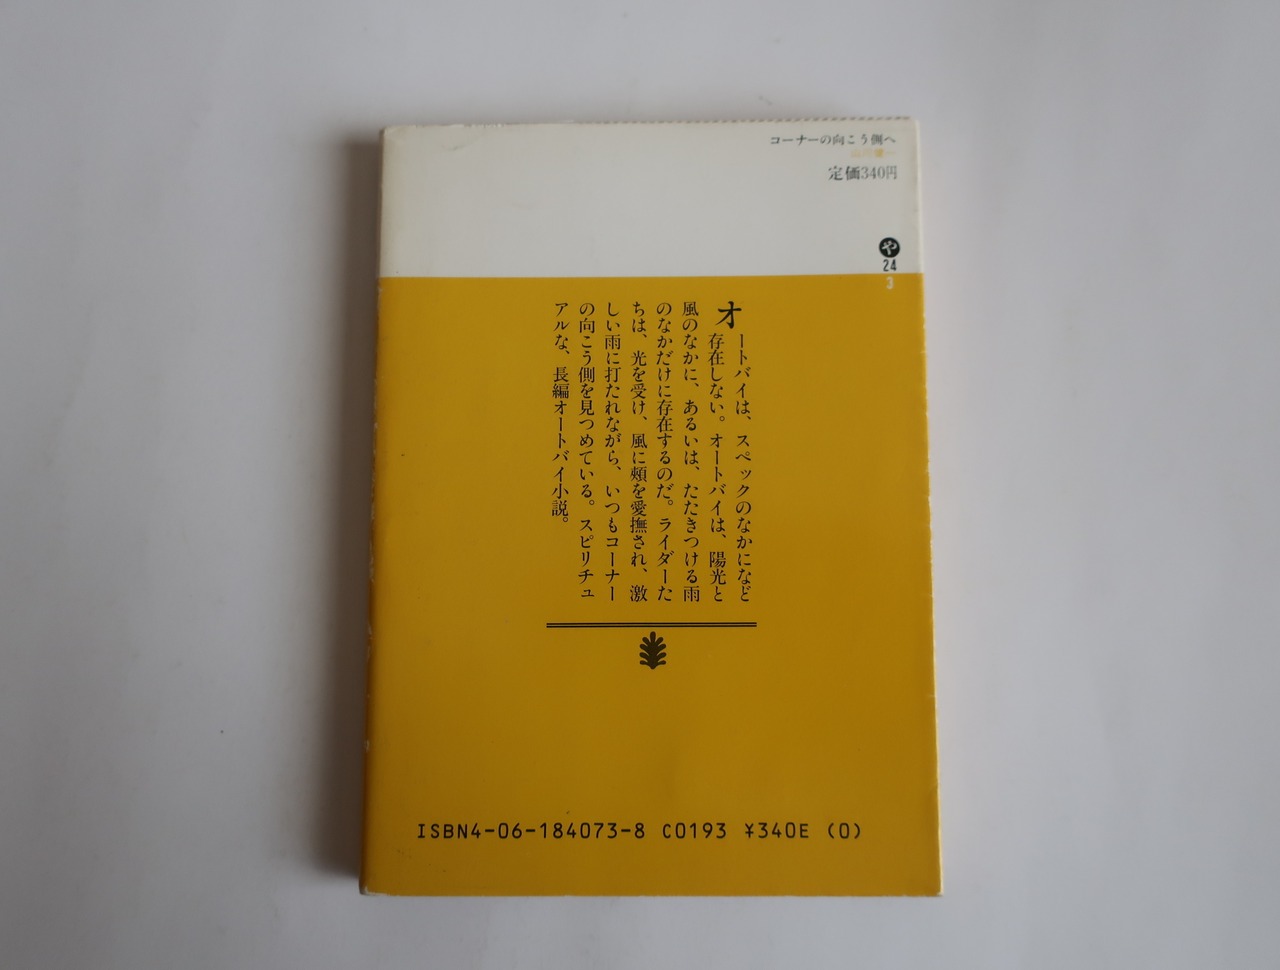 コーナーの向こう側へ
山川健一
定価340円
や
24
3
オートバイは、スペックのなかになど
存在しない。オートバイは、陽光と
風のなかに、あるいは、たたきつける雨
のなかだけに存在するのだ。ライダーた
ちは、光を受け、風に頬を愛撫され、激
しい雨に打たれながら、いつもコーナー
の向こう側を見つめている。スピリチュ
アルな、長編オートバイ小説。
ISBN4-06-184073-8 C0193 ¥340E (0)